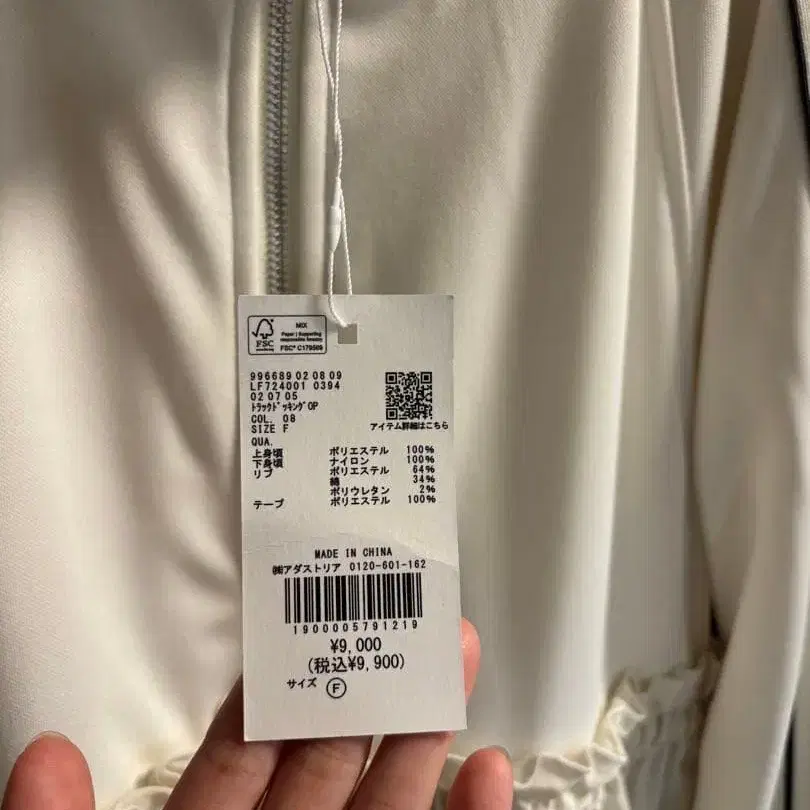 MIX
Paper | Supporting
responsible forestry
FSC® C179589
FSC
996689 02 08 09
LF724001 0394
02 07 05
トラックドッキングOP
COL. 08
SIZE F
アイテム詳細はこちら
QUA.
上身頃 ポリエステル 100%
下身頃 ナイロン 100%
リブ ポリエステル 64%
綿 34%
ポリウレタン 2%
テープ ポリエステル 100%
MADE IN CHINA
㈱アダストリア 0120-601-162
1900005791219
¥9,000
(税込¥9,900)
サイズ F